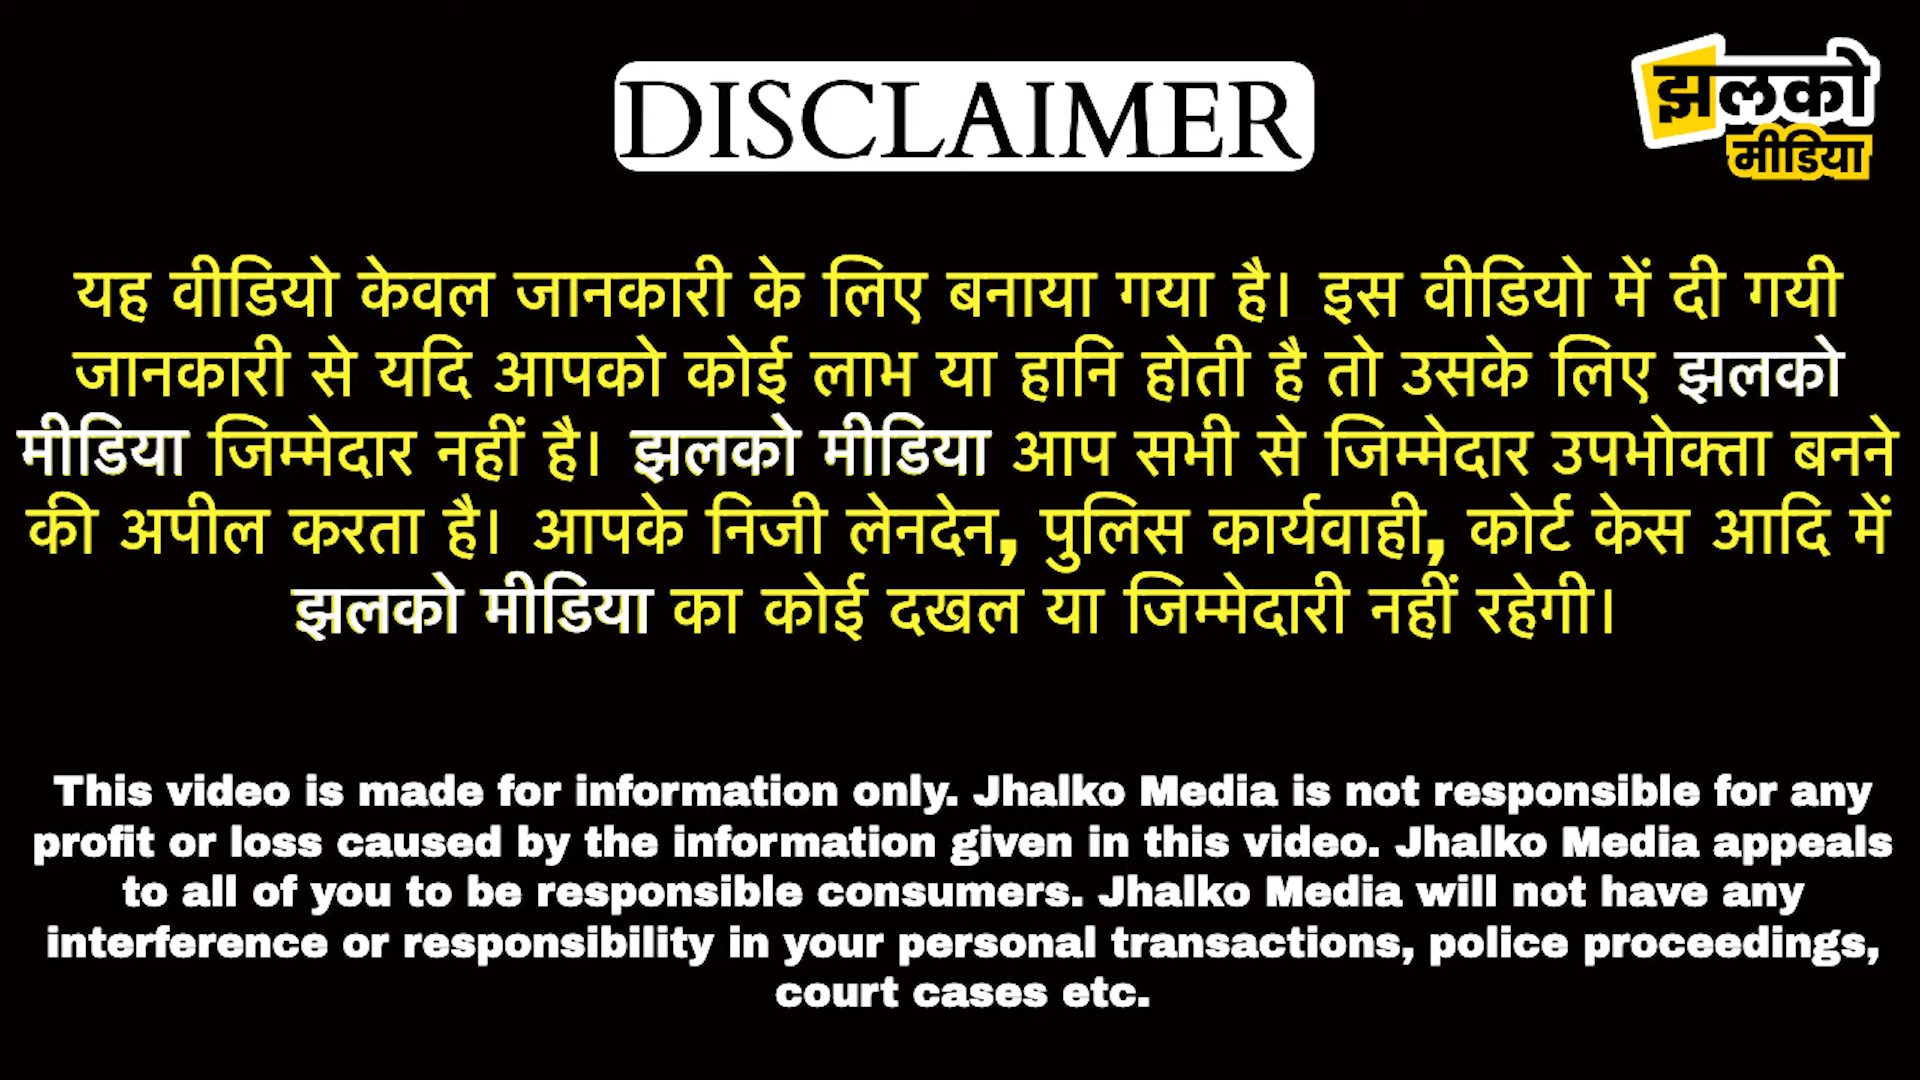 DISCLAIMER
झलको
मीडिया
यह वीडियो केवल जानकारी के लिए बनाया गया है। इस वीडियो में दी गयी
जानकारी से यदि आपको कोई लाभ या हानि होती है तो उसके लिए झलको
मीडिया जिम्मेदार नहीं है। झलको मीडिया आप सभी से जिम्मेदार उपभोक्ता बनने
की अपील करता है। आपके निजी लेनदेन, पुलिस कार्यवाही, कोर्ट केस आदि में
झलको मीडिया का कोई दखल या जिम्मेदारी नहीं रहेगी।
This video is made for information only. Jhalko Media is not responsible for any
profit or loss caused by the information given in this video. Jhalko Media appeals
to all of you to be responsible consumers. Jhalko Media will not have any
interference or responsibility in your personal transactions, police proceedings,
court cases etc.